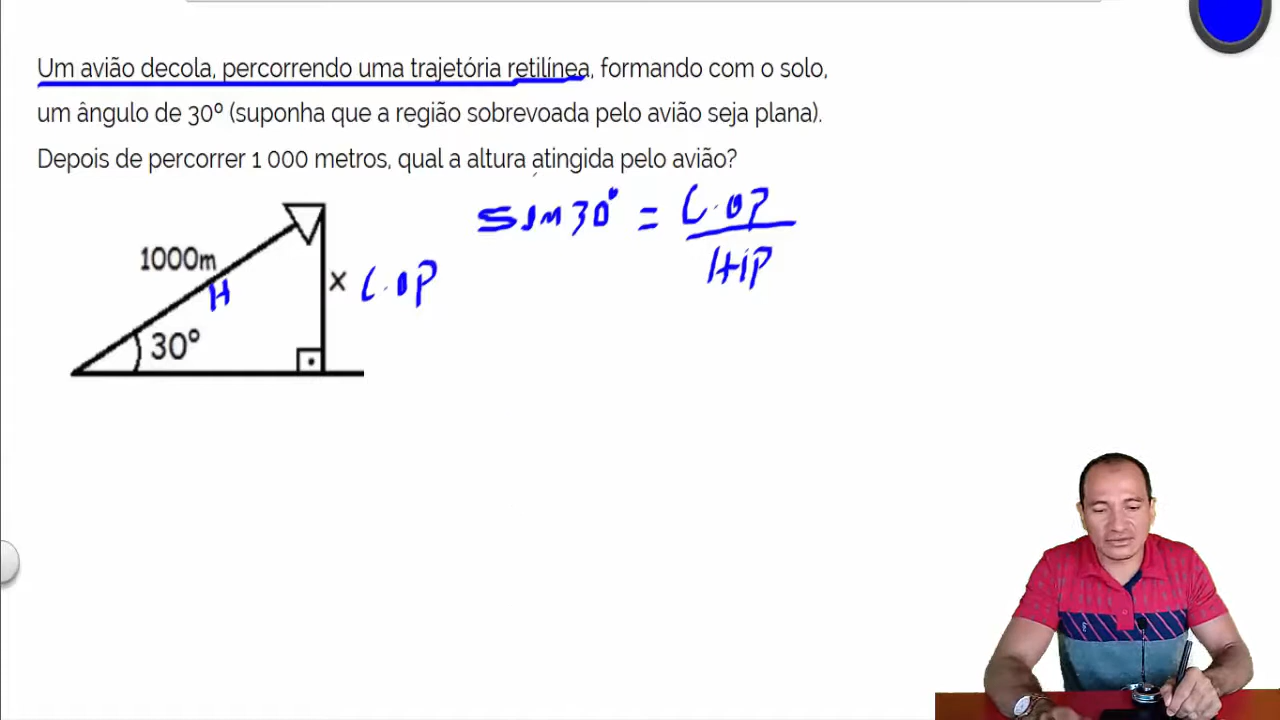 Um avião decola, percorrendo uma trajetória retilínea, formando com o solo,
um ângulo de 30º (suponha que a região sobrevoada pelo avião seja plana).
Depois de percorrer 1 000 metros, qual a altura atingida pelo avião?
sen 30° = C.OP
HIP
1000m
H
x C.OP
30º